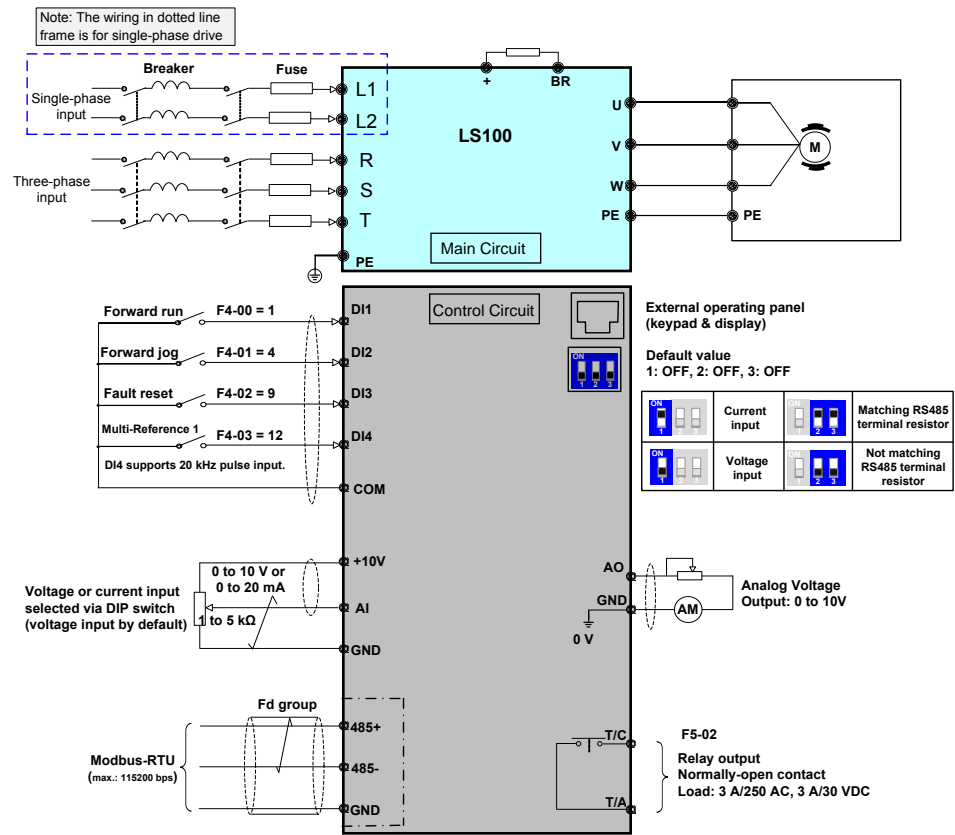 Note: The wiring in dotted line
frame is for single-phase drive
Breaker
Fuse
Single-phase
input
L1
L2
+
BR
LS100
U
V
W
PE
M
PE
Three-phase
input
R
S
T
PE
Main Circuit
Control Circuit
Forward run
F4-00 = 1
DI1
Forward jog
F4-01 = 4
DI2
Fault reset
F4-02 = 9
DI3
Multi-Reference 1
F4-03 = 12
DI4
DI4 supports 20 kHz pulse input.
COM
ON
1 2 3
External operating panel
(keypad & display)
Default value
1: OFF, 2: OFF, 3: OFF
ON
1 2 3
Current
input
ON
1 2 3
Matching RS485
terminal resistor
ON
1 2 3
Voltage
input
ON
1 2 3
Not matching
RS485 terminal
resistor
Voltage or current input
selected via DIP switch
(voltage input by default)
0 to 10 V or
0 to 20 mA
1 to 5 kΩ
+10V
AI
GND
AO
GND
0 V
AM
Analog Voltage
Output: 0 to 10V
Fd group
Modbus-RTU
(max.: 115200 bps)
485+
485-
GND
T/C
T/A
F5-02
Relay output
Normally-open contact
Load: 3 A/250 AC, 3 A/30 VDC